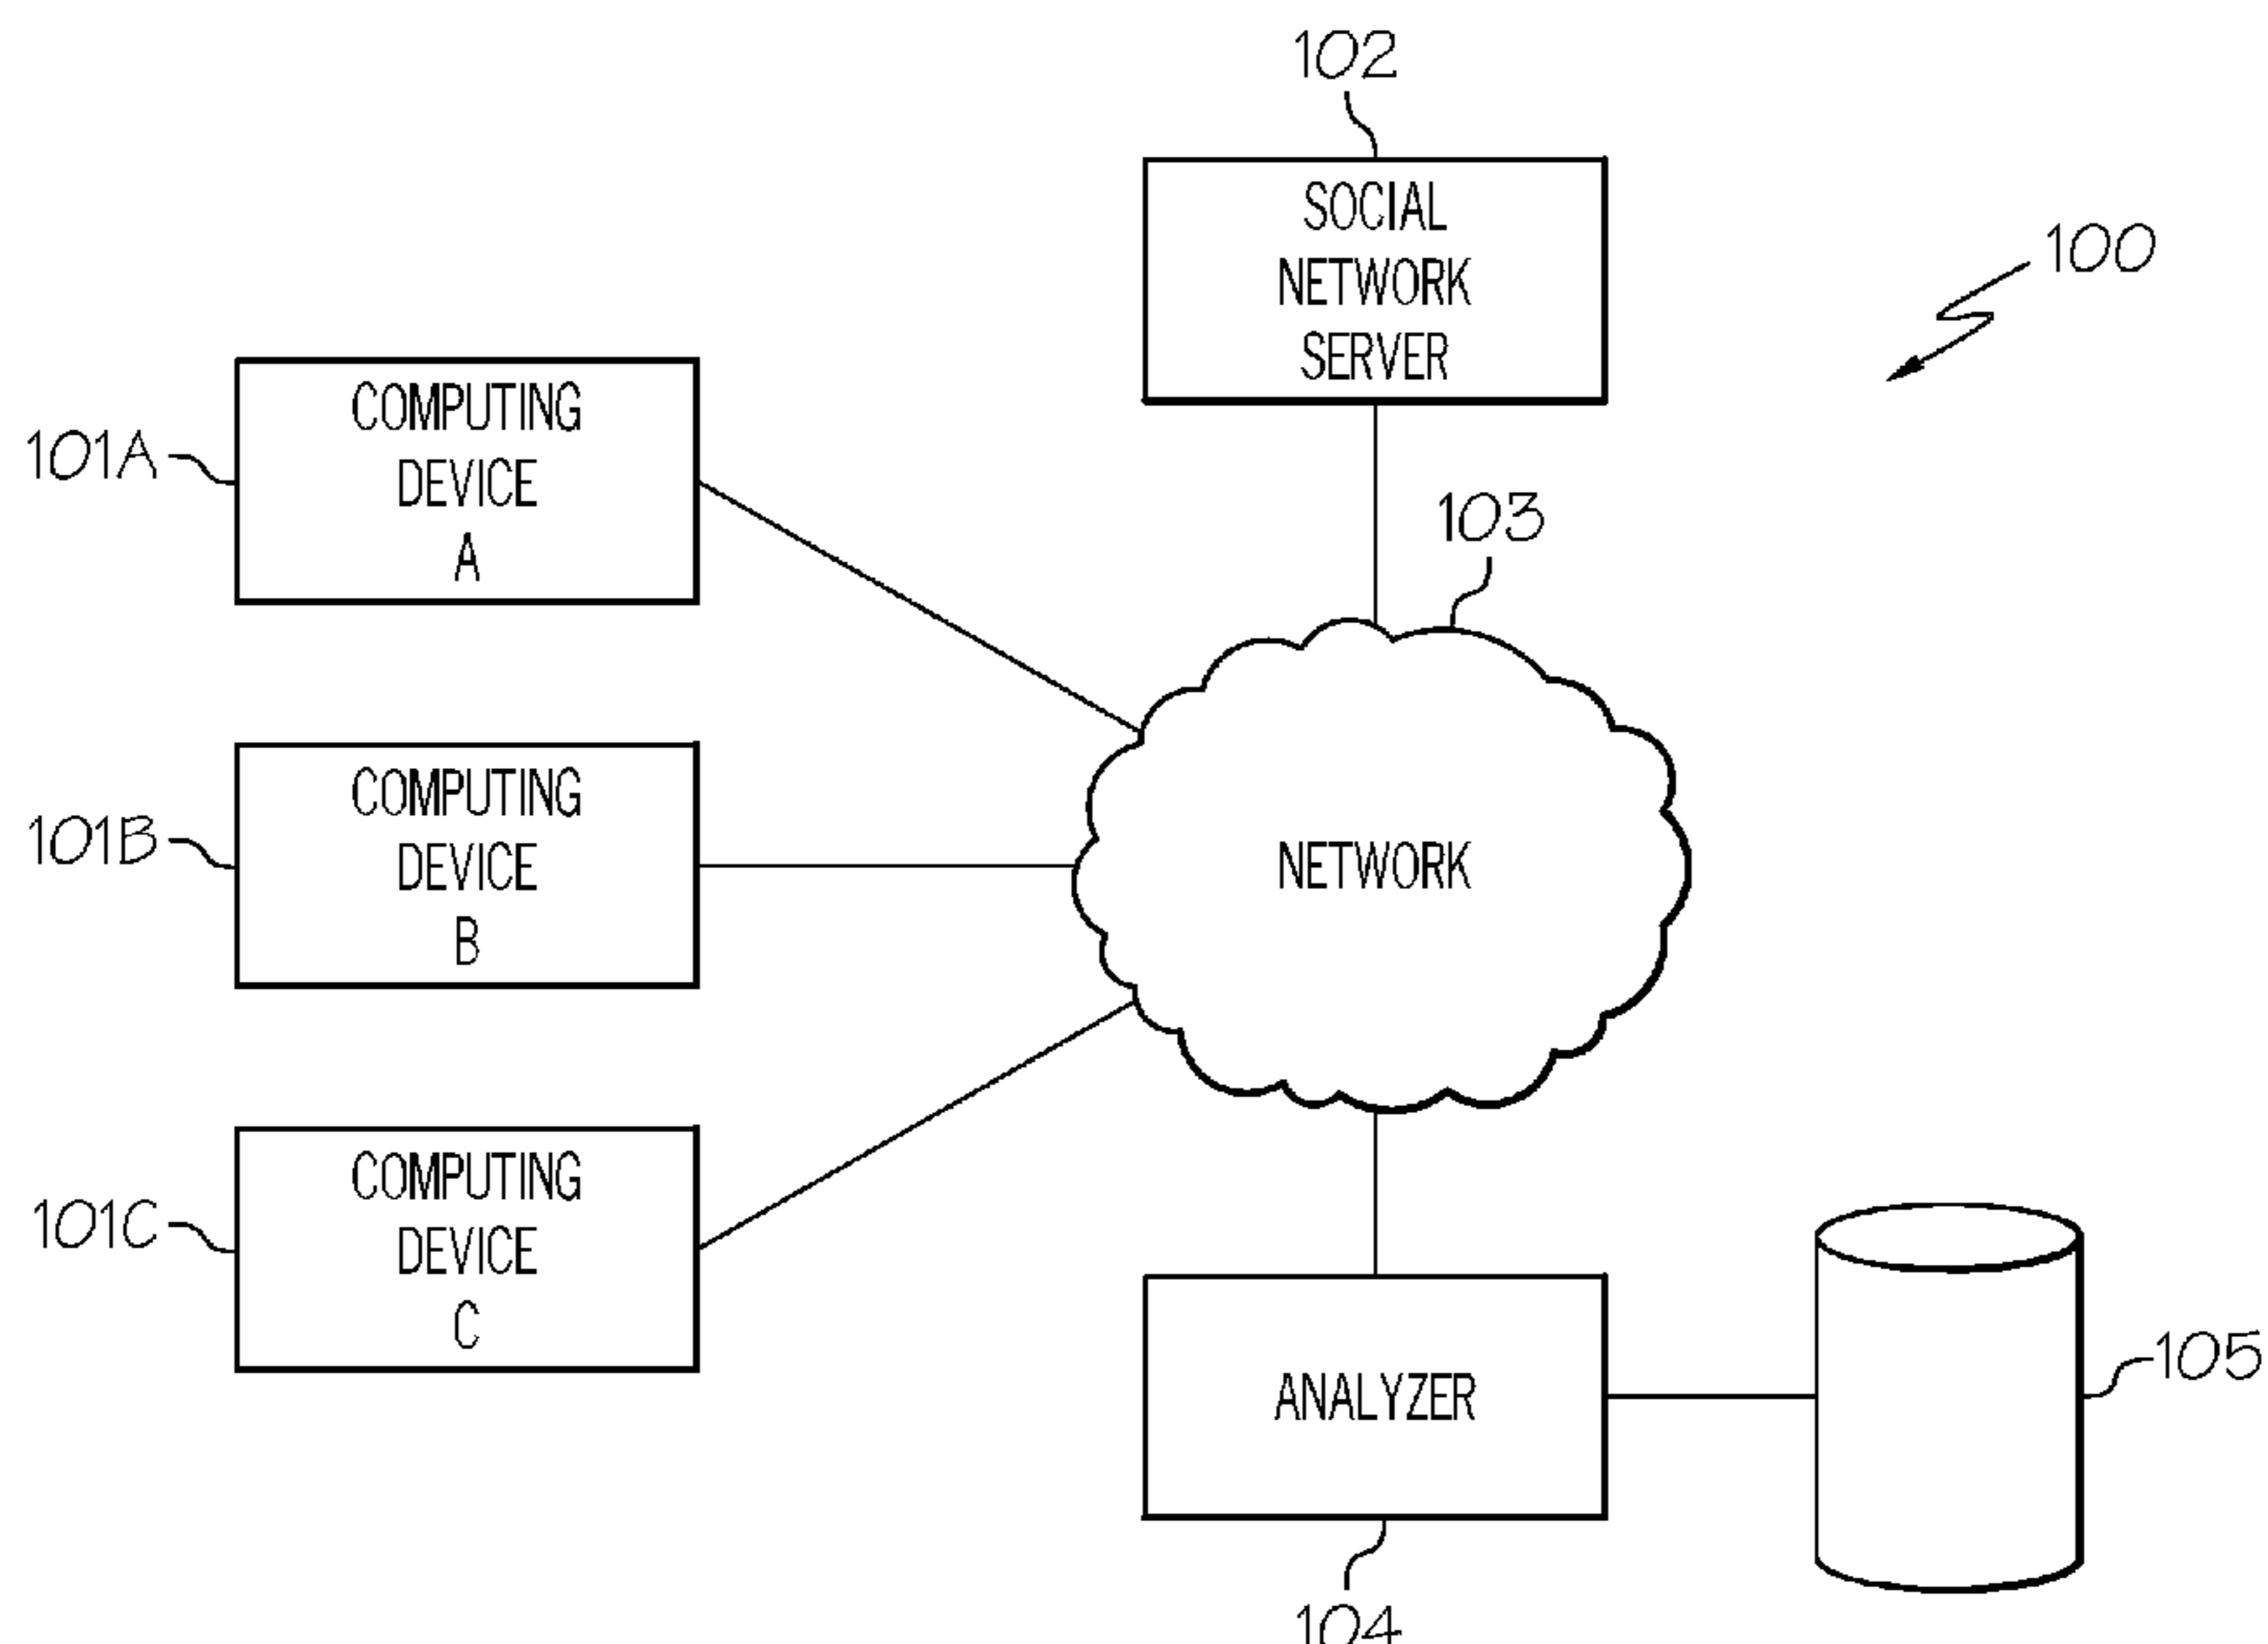 102
SOCIAL
NETWORK
SERVER
100
101A
COMPUTING
DEVICE
A
103
101B
COMPUTING
DEVICE
B
NETWORK
101C
COMPUTING
DEVICE
C
ANALYZER
105
104